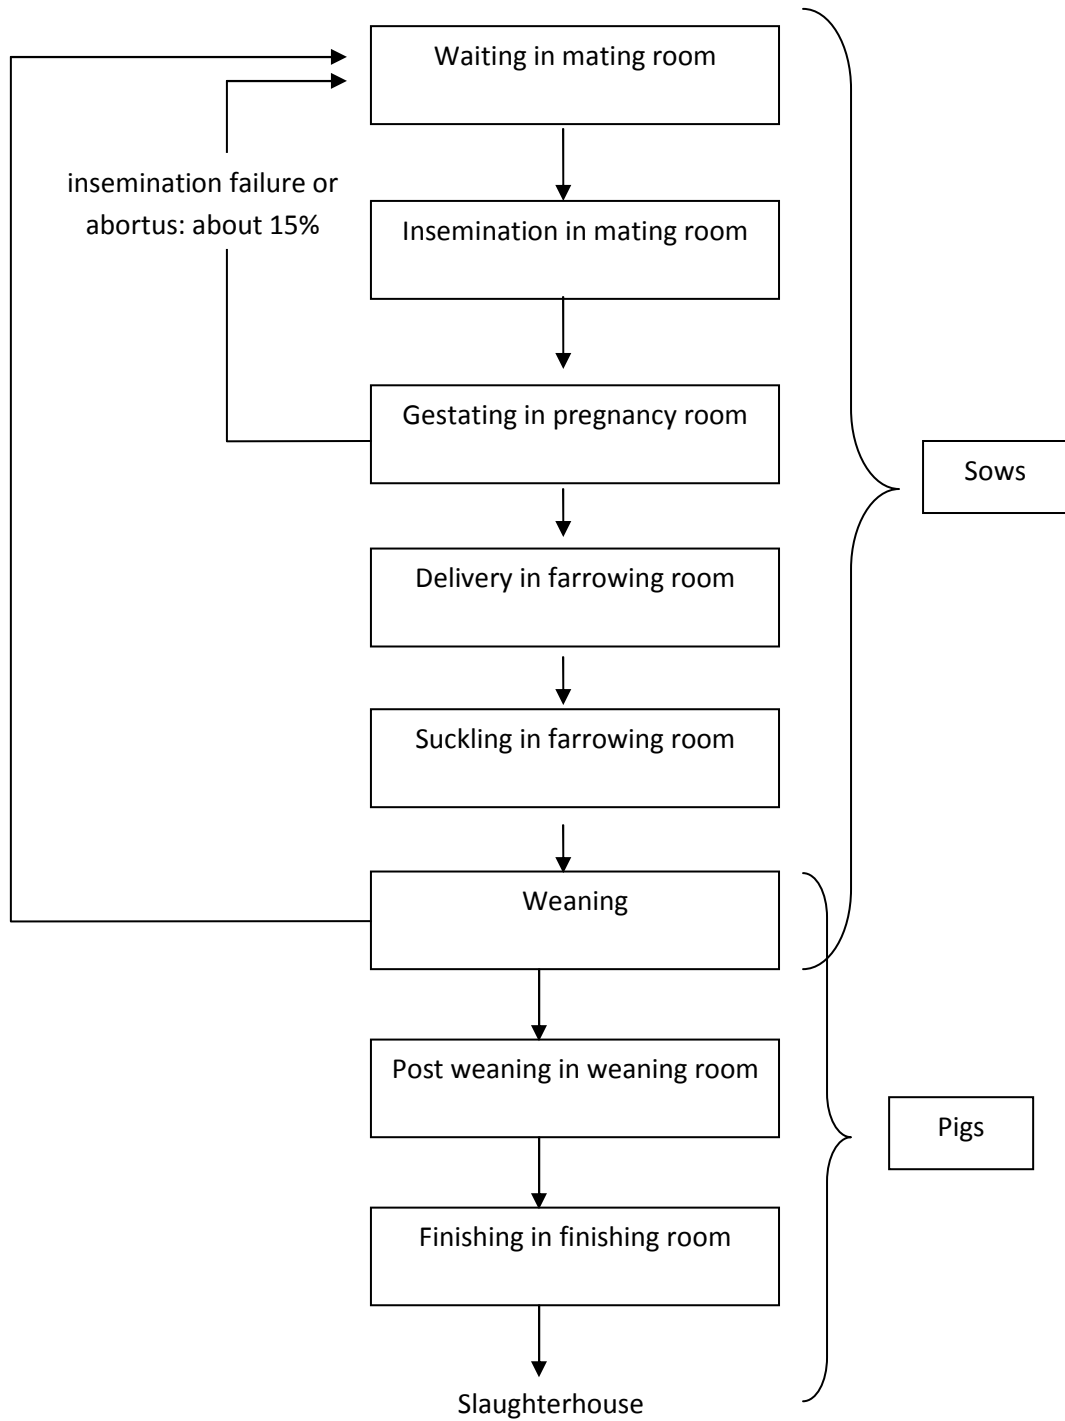 Waiting in mating room
insemination failure or
abortus: about 15%
Insemination in mating room
Gestating in pregnancy room
Sows
Delivery in farrowing room
Suckling in farrowing room
Weaning
Post weaning in weaning room
Pigs
Finishing in finishing room
Slaughterhouse